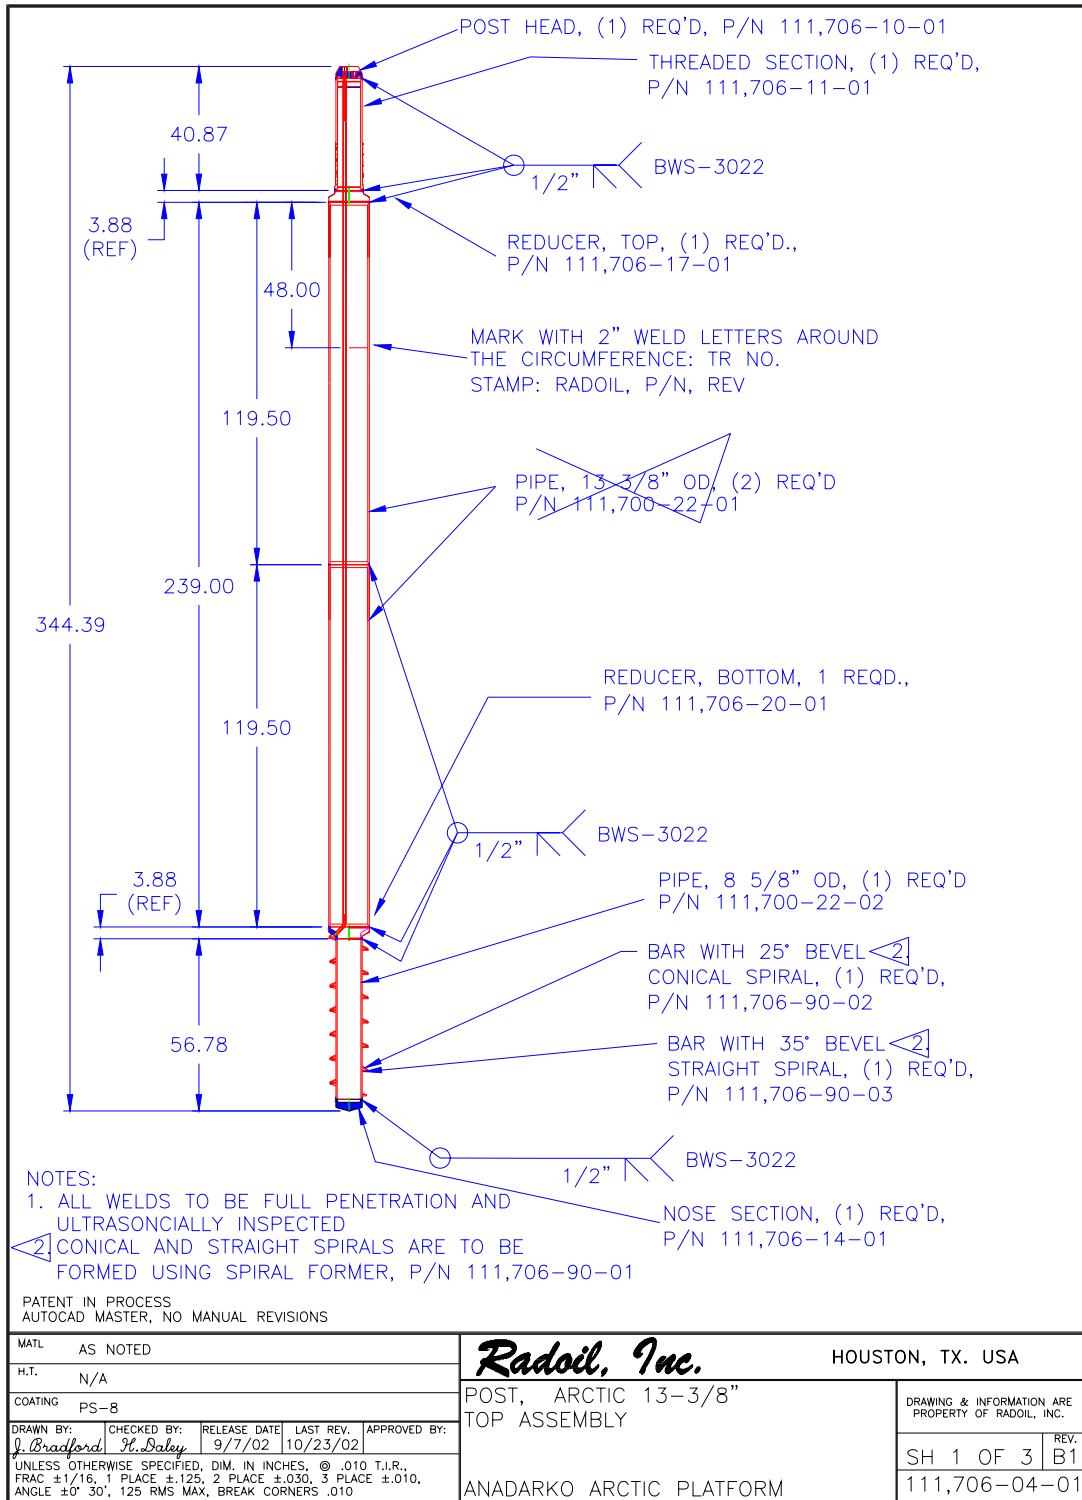 POST HEAD, (1) REQ'D, P/N 111,706-10-01
THREADED SECTION, (1) REQ'D,
P/N 111,706-11-01
40.87
1/2" BWS-3022
3.88
(REF)
REDUCER, TOP, (1) REQ'D.,
P/N 111,706-17-01
48.00
MARK WITH 2" WELD LETTERS AROUND
THE CIRCUMFERENCE: TR NO.
STAMP: RADOIL, P/N, REV
119.50
PIPE, 13 3/8" OD, (2) REQ'D
P/N 111,700-22-01
239.00
344.39
REDUCER, BOTTOM, 1 REQD.,
P/N 111,706-20-01
119.50
1/2" BWS-3022
3.88
(REF)
PIPE, 8 5/8" OD, (1) REQ'D
P/N 111,700-22-02
BAR WITH 25° BEVEL 2.
CONICAL SPIRAL, (1) REQ'D,
P/N 111,706-90-02
56.78
BAR WITH 35° BEVEL 2.
STRAIGHT SPIRAL, (1) REQ'D,
P/N 111,706-90-03
1/2" BWS-3022
NOSE SECTION, (1) REQ'D,
P/N 111,706-14-01
NOTES:
1. ALL WELDS TO BE FULL PENETRATION AND
ULTRASONCIALLY INSPECTED
2. CONICAL AND STRAIGHT SPIRALS ARE TO BE
FORMED USING SPIRAL FORMER, P/N 111,706-90-01
PATENT IN PROCESS
AUTOCAD MASTER, NO MANUAL REVISIONS
MATL AS NOTED
H.T. N/A
COATING PS-8
DRAWN BY: CHECKED BY: RELEASE DATE LAST REV. APPROVED BY:
J. Bradford H. Daley 9/7/02 10/23/02
UNLESS OTHERWISE SPECIFIED, DIM. IN INCHES, ◎ .010 T.I.R.,
FRAC ±1/16, 1 PLACE ±.125, 2 PLACE ±.030, 3 PLACE ±.010,
ANGLE ±0° 30', 125 RMS MAX, BREAK CORNERS .010
Radoil, Inc. HOUSTON, TX. USA
POST, ARCTIC 13-3/8"
TOP ASSEMBLY
ANADARKO ARCTIC PLATFORM
DRAWING & INFORMATION ARE
PROPERTY OF RADOIL, INC.
SH 1 OF 3 REV. B1
111,706-04-01